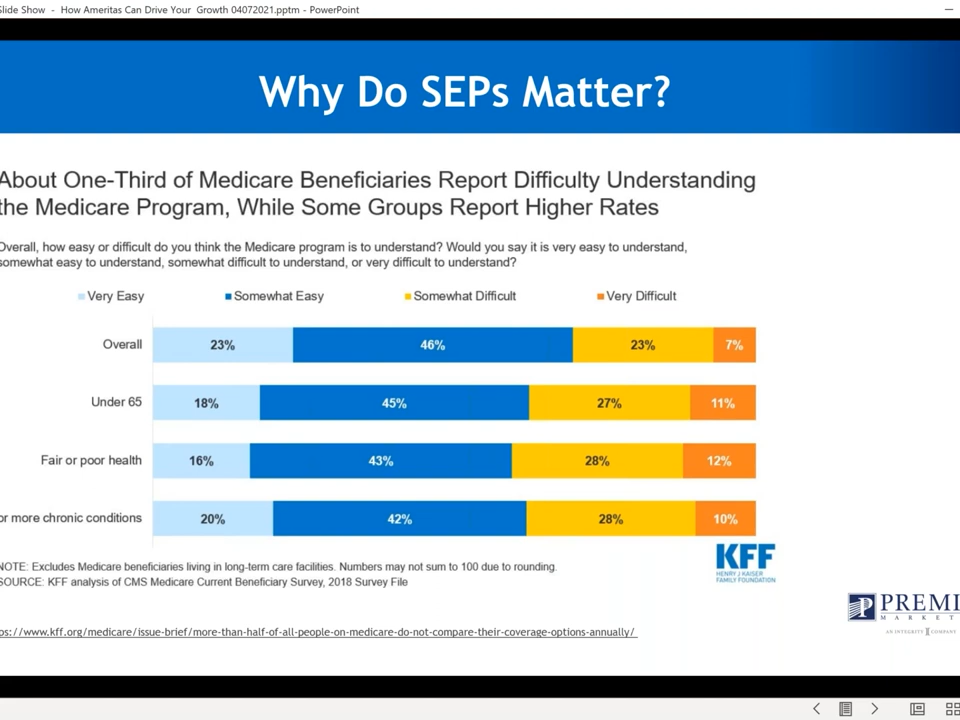 Slide Show - How Ameritas Can Drive Your Growth 04072021.pptm - PowerPoint
Why Do SEPs Matter?
About One-Third of Medicare Beneficiaries Report Difficulty Understanding
the Medicare Program, While Some Groups Report Higher Rates
Overall, how easy or difficult do you think the Medicare program is to understand? Would you say it is very easy to understand,
somewhat easy to understand, somewhat difficult to understand, or very difficult to understand?
Very Easy Somewhat Easy Somewhat Difficult Very Difficult
Overall 23% 46% 23% 7%
Under 65 18% 45% 27% 11%
Fair or poor health 16% 43% 28% 12%
or more chronic conditions 20% 42% 28% 10%
KFF
HENRY J KAISER
FAMILY FOUNDATION
NOTE: Excludes Medicare beneficiaries living in long-term care facilities. Numbers may not sum to 100 due to rounding.
SOURCE: KFF analysis of CMS Medicare Current Beneficiary Survey, 2018 Survey File
PREMI
MARKET
AN INTEGRITY COMPANY
ps://www.kff.org/medicare/issue-brief/more-than-half-of-all-people-on-medicare-do-not-compare-their-coverage-options-annually/